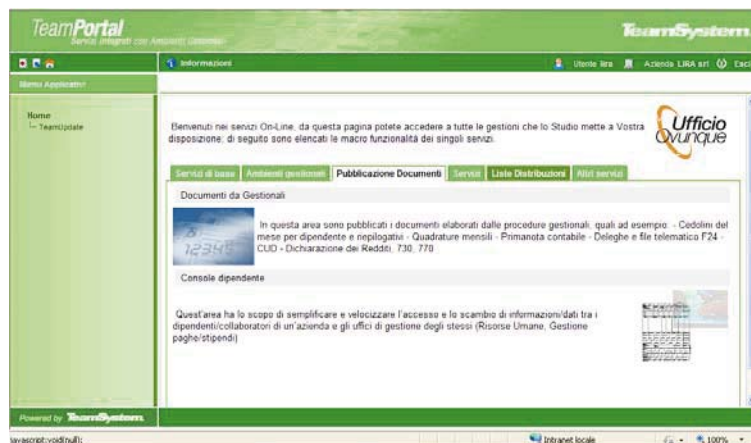 TeamPortal
TeamSystem
Servizi integrati con Ambienti Gestionali
Informazioni
Utente lira
Azienda LIRA srl
Esci
Menu Applicativi
Home
TeamUpdate
Benvenuti nei servizi On-Line, da questa pagina potete accedere a tutte le gestioni che lo Studio mette a Vostra
disposizione; di seguito sono elencati le macro funzionalità dei singoli servizi.
Ufficio
Ovunque
Servizi di base
Ambienti gestionali
Pubblicazione Documenti
Servizi
Liste Distribuzioni
Altri servizi
Documenti da Gestionali
In questa area sono pubblicati i documenti elaborati dalle procedure gestionali, quali ad esempio: - Cedolini del
mese per dipendente e riepilogativi - Quadrature mensili - Primanota contabile - Deleghe e file telematico F24 -
CUD - Dichiarazione dei Redditi, 730, 770
12345
Console dipendente
Quest'area ha lo scopo di semplificare e velocizzare l'accesso e lo scambio di informazioni/dati tra i
dipendenti/collaboratori di un'azienda e gli uffici di gestione degli stessi (Risorse Umane, Gestione
paghe/stipendi)
Powered by TeamSystem
javascript:void(null);
Intranet locale
100%